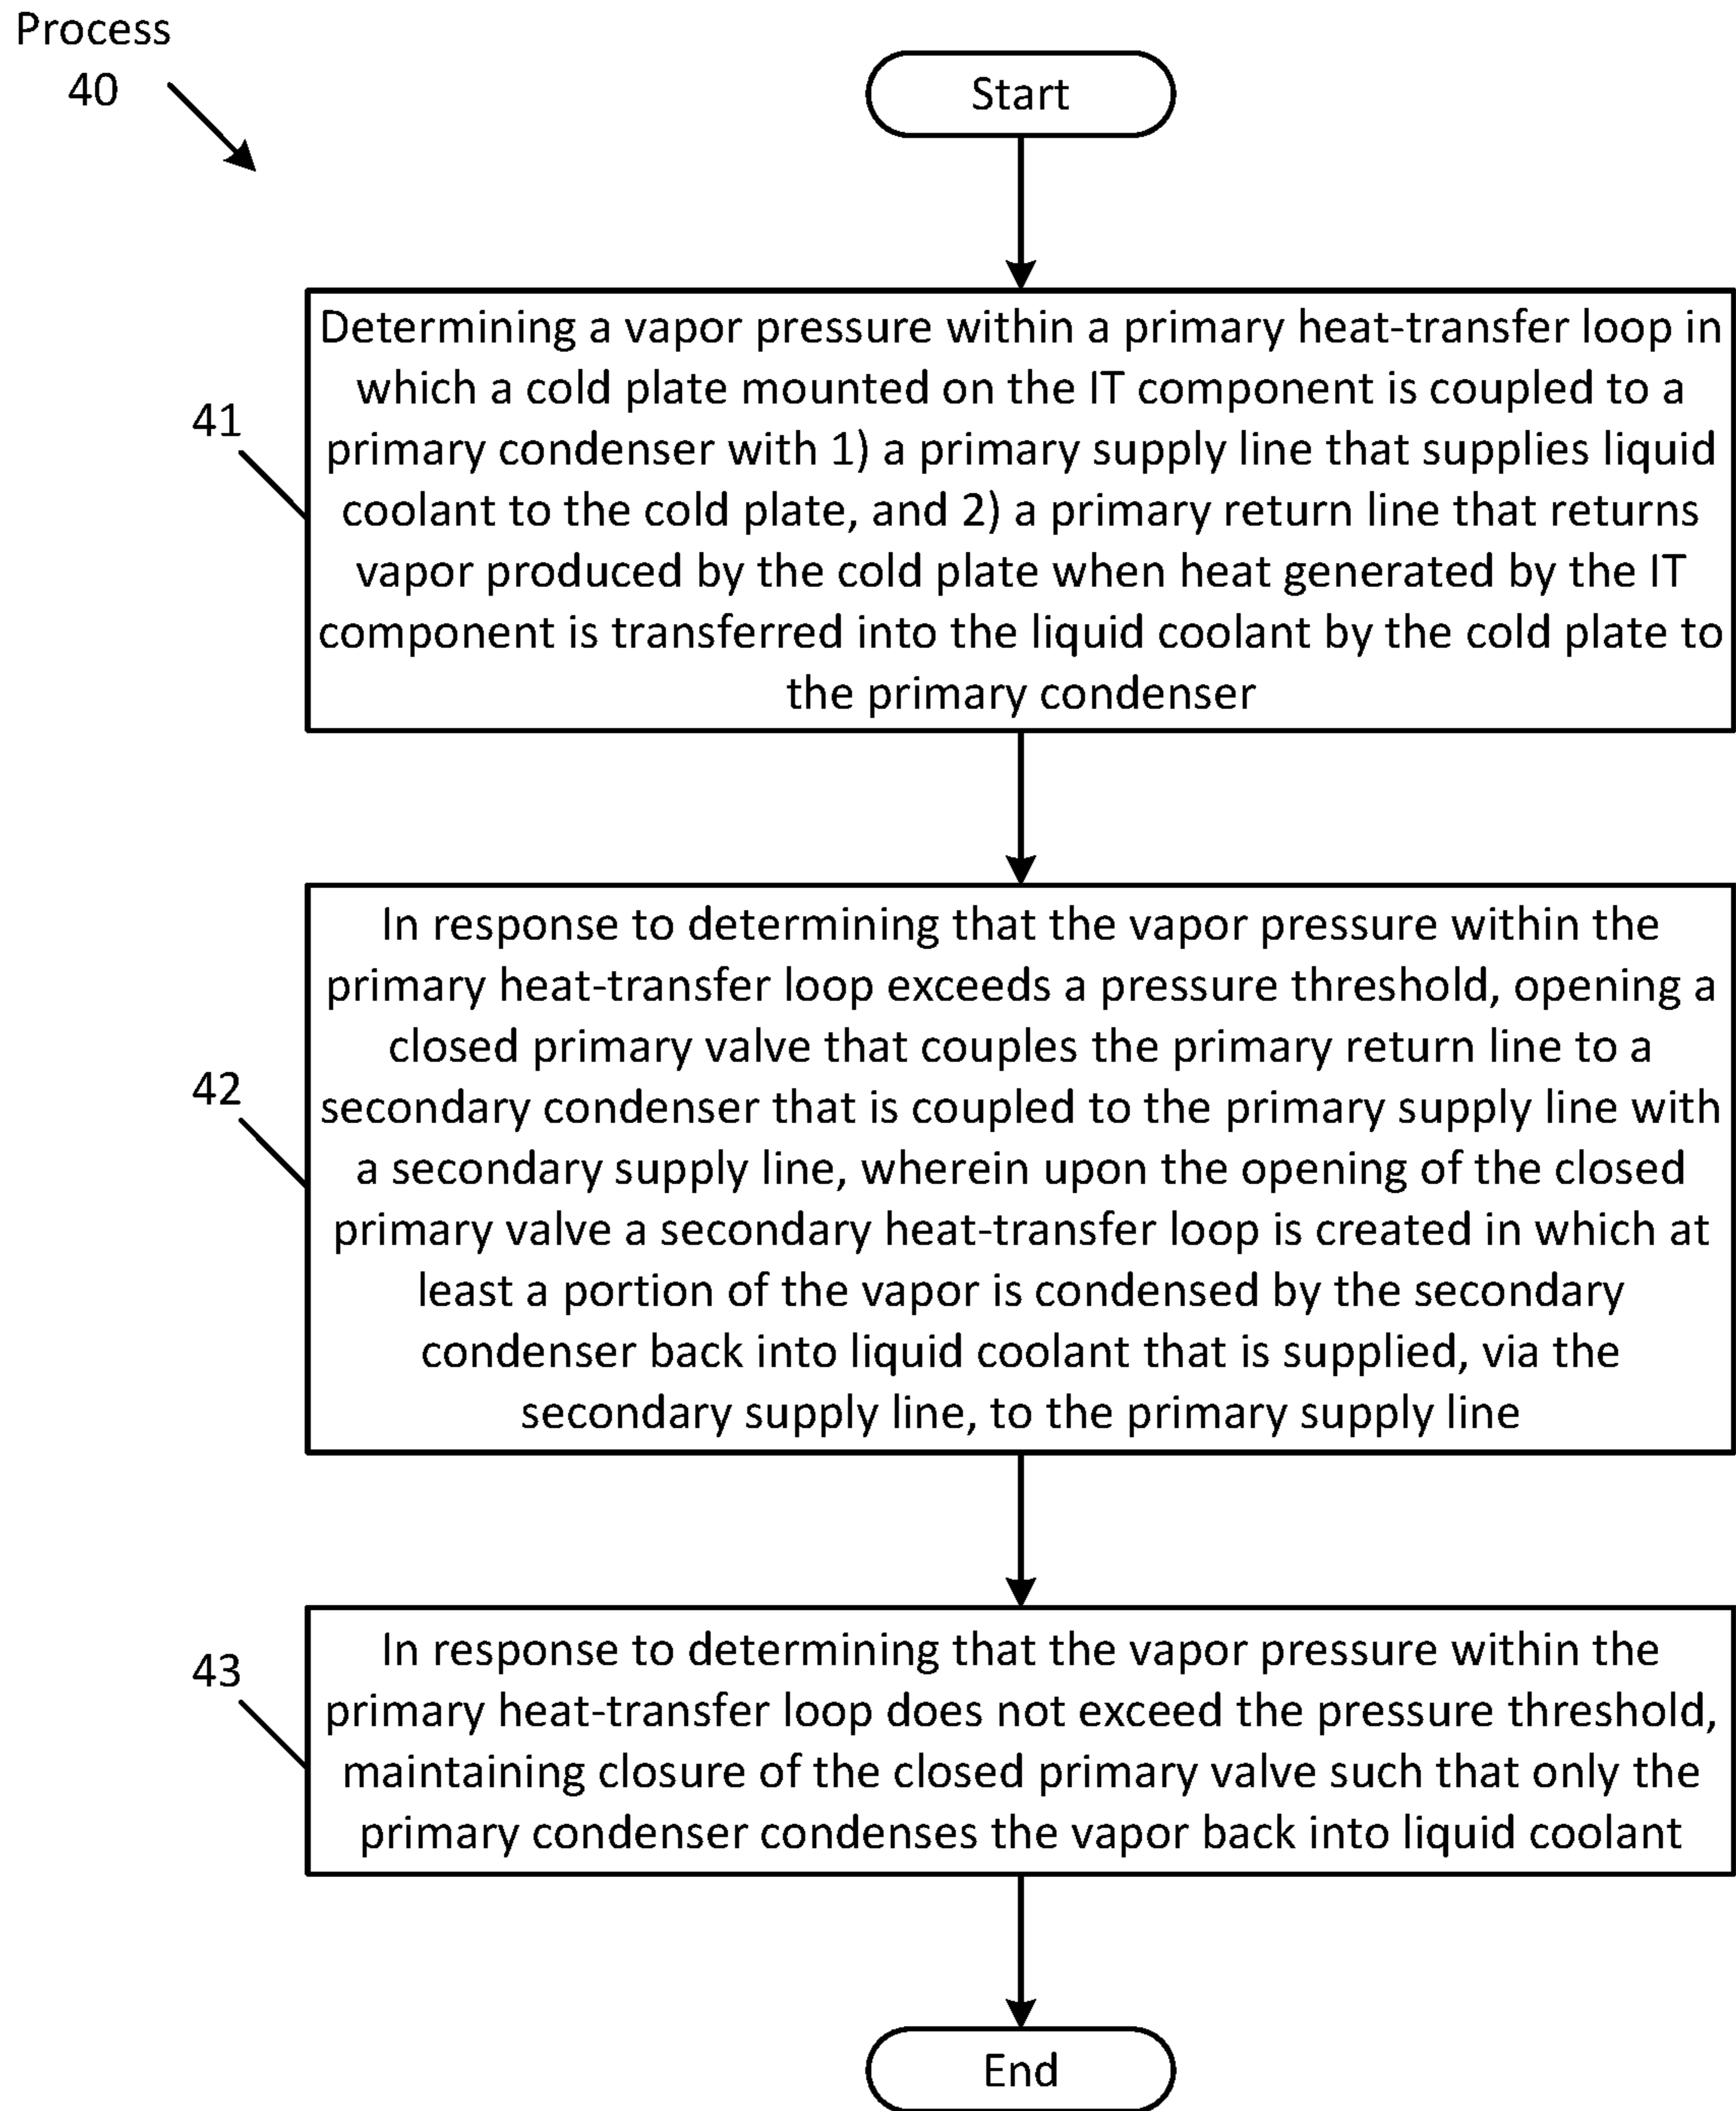 Process
40
Start
41
Determining a vapor pressure within a primary heat-transfer loop in
which a cold plate mounted on the IT component is coupled to a
primary condenser with 1) a primary supply line that supplies liquid
coolant to the cold plate, and 2) a primary return line that returns
vapor produced by the cold plate when heat generated by the IT
component is transferred into the liquid coolant by the cold plate to
the primary condenser
42
In response to determining that the vapor pressure within the
primary heat-transfer loop exceeds a pressure threshold, opening a
closed primary valve that couples the primary return line to a
secondary condenser that is coupled to the primary supply line with
a secondary supply line, wherein upon the opening of the closed
primary valve a secondary heat-transfer loop is created in which at
least a portion of the vapor is condensed by the secondary
condenser back into liquid coolant that is supplied, via the
secondary supply line, to the primary supply line
43
In response to determining that the vapor pressure within the
primary heat-transfer loop does not exceed the pressure threshold,
maintaining closure of the closed primary valve such that only the
primary condenser condenses the vapor back into liquid coolant
End